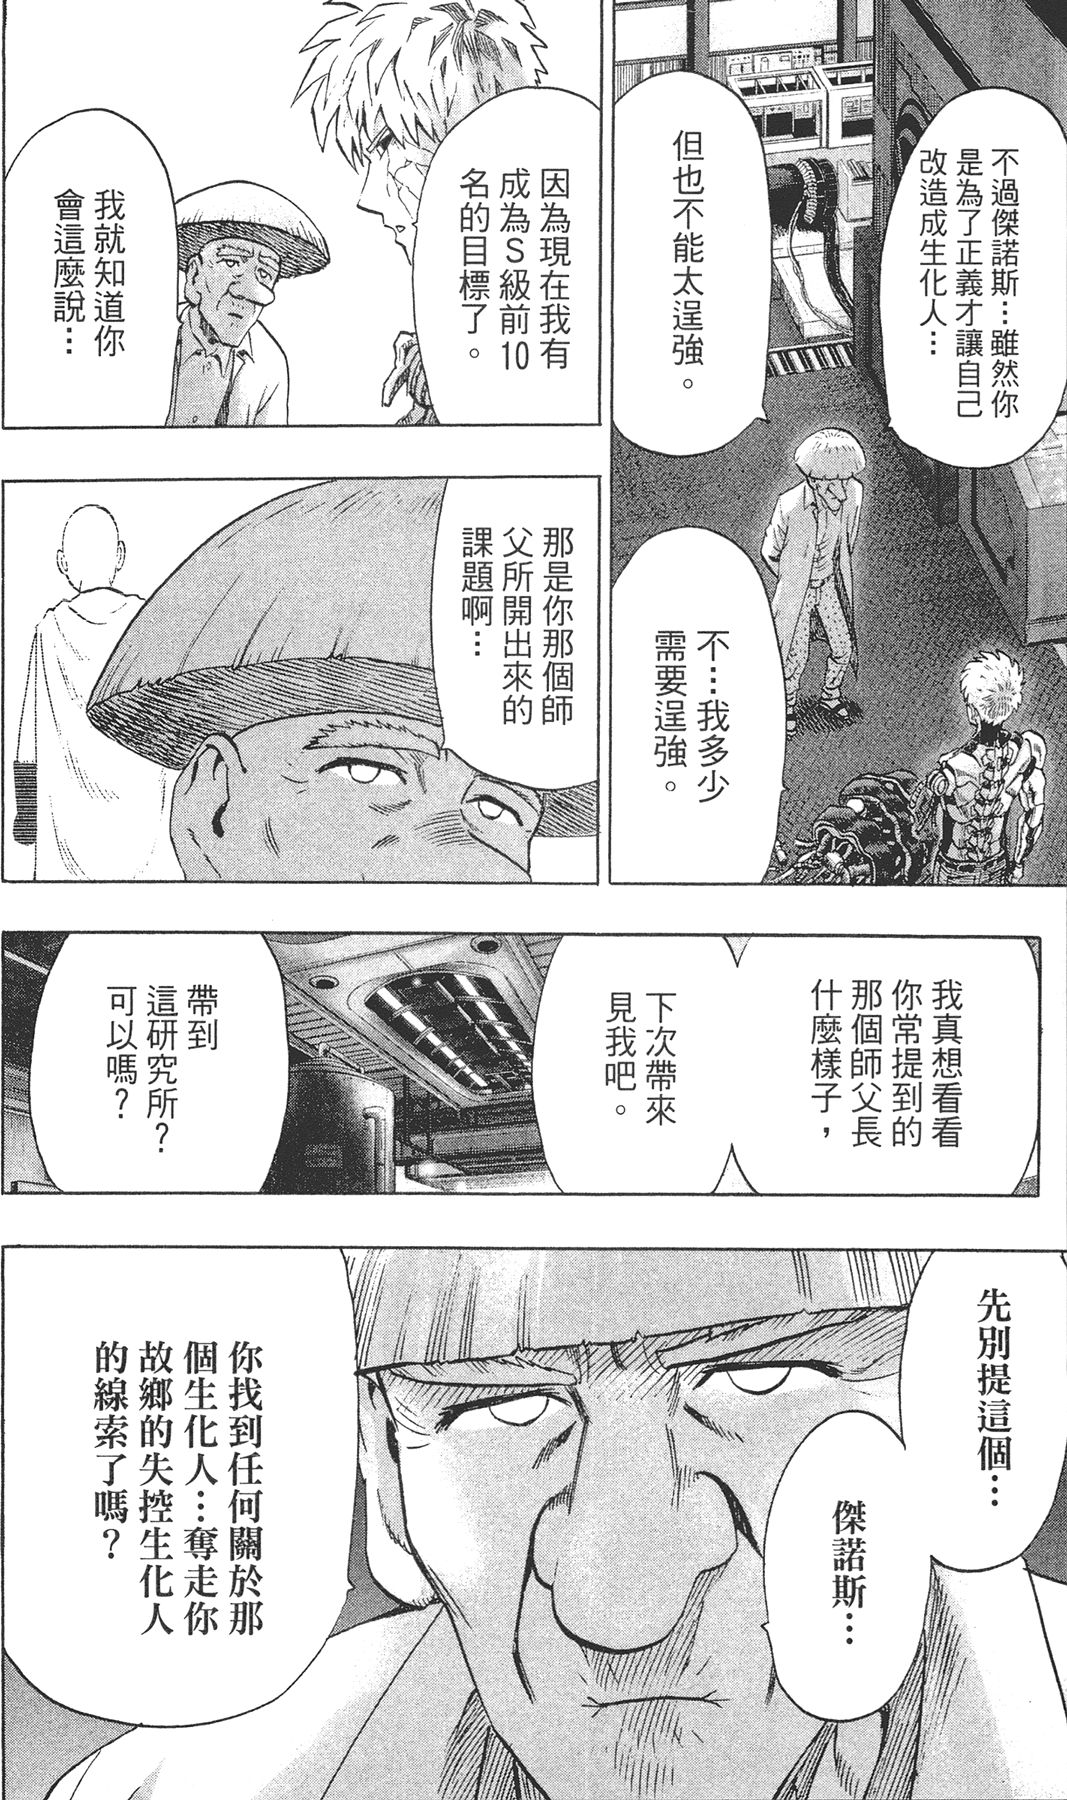 不過傑諾斯…雖然你
是為了正義才讓自己
改造成生化人…
但也不能太逞強。
不…我多少
需要逞強。
因為現在我有
成為S級前10
名的目標了。
我就知道你
會這麼說…
那是你那個師
父所開出來的
課題啊…
我真想看看
你常提到的
那個師父長
什麼樣子，
下次帶來
見我吧。
帶到
這研究所？
可以嗎？
先別提這個…
傑諾斯…
你找到任何關於那
個生化人…奪走你
故鄉的失控生化人
的線索了嗎？